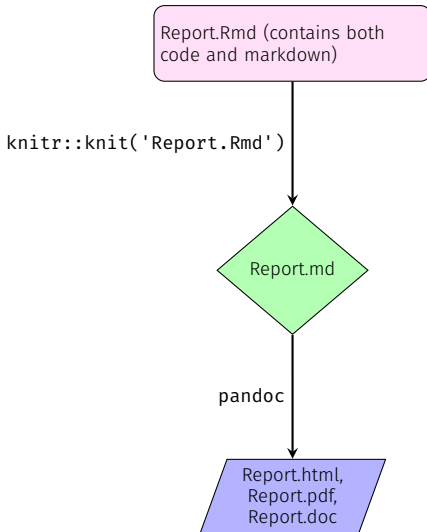 Report.Rmd (contains both
code and markdown)
knitr::knit('Report.Rmd')
Report.md
pandoc
Report.html,
Report.pdf,
Report.doc